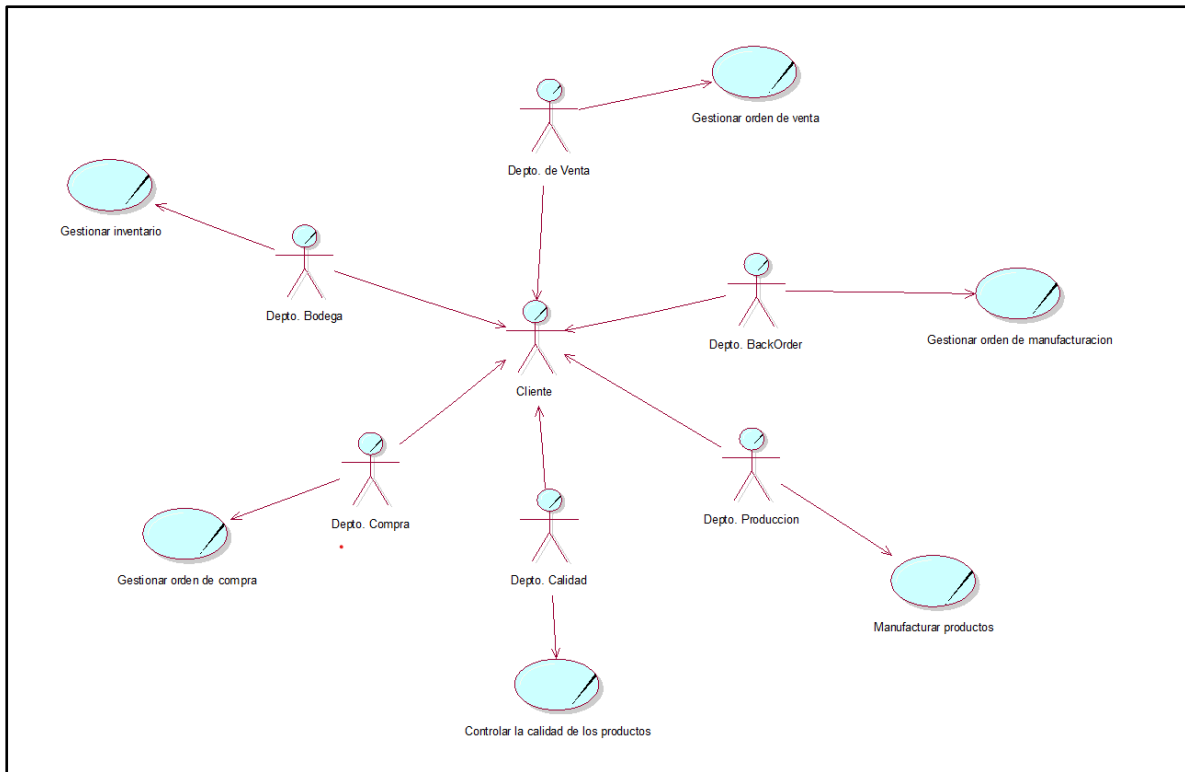 Gestionar orden de venta
Depto. de Venta
Gestionar inventario
Depto. Bodega
Depto. BackOrder
Gestionar orden de manufacturacion
Cliente
Depto. Compra
Depto. Produccion
Gestionar orden de compra
Depto. Calidad
Manufacturar productos
Controlar la calidad de los productos